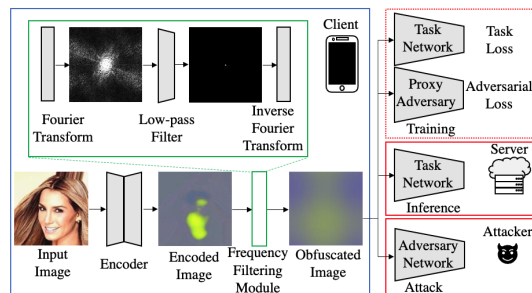 Client
Fourier
Transform
Low-pass
Filter
Inverse
Fourier
Transform
Input
Image
Encoder
Encoded
Image
Frequency
Filtering
Module
Obfuscated
Image
Task
Network
Task
Loss
Proxy
Adversary
Adversarial
Loss
Training
Task
Network
Server
Inference
Adversary
Network
Attacker
Attack